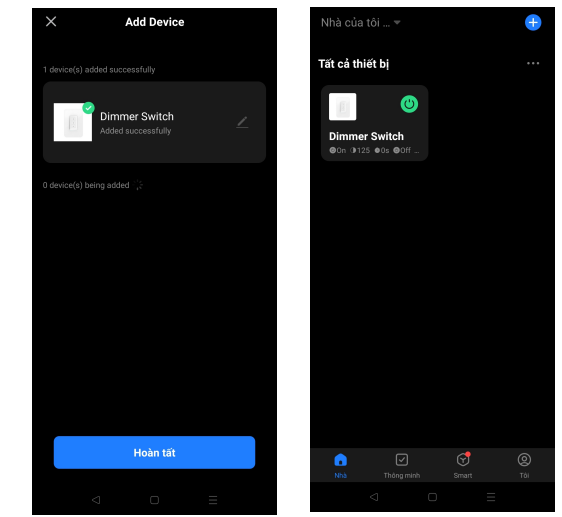 Add Device
1 device(s) added successfully
Dimmer Switch
Added successfully
0 device(s) being added
Hoàn tất
Nhà của tôi ...
Tất cả thiết bị
Dimmer Switch
On 125 0s Off ...
Nhà Thông minh Smart Tôi